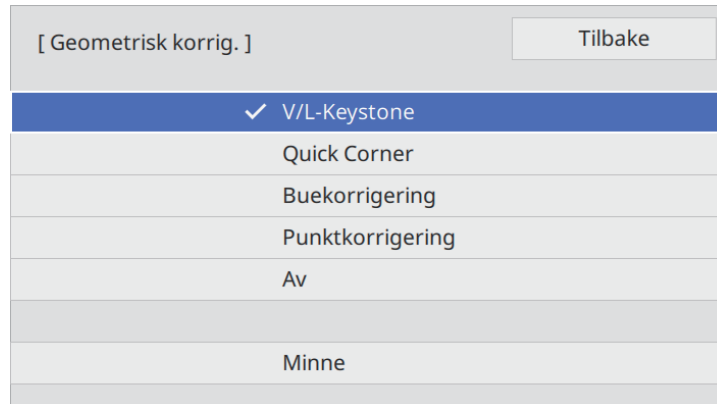 [ Geometrisk korrig. ]
Tilbake
V/L-Keystone
Quick Corner
Buekorrigering
Punktkorrigering
Av
Minne